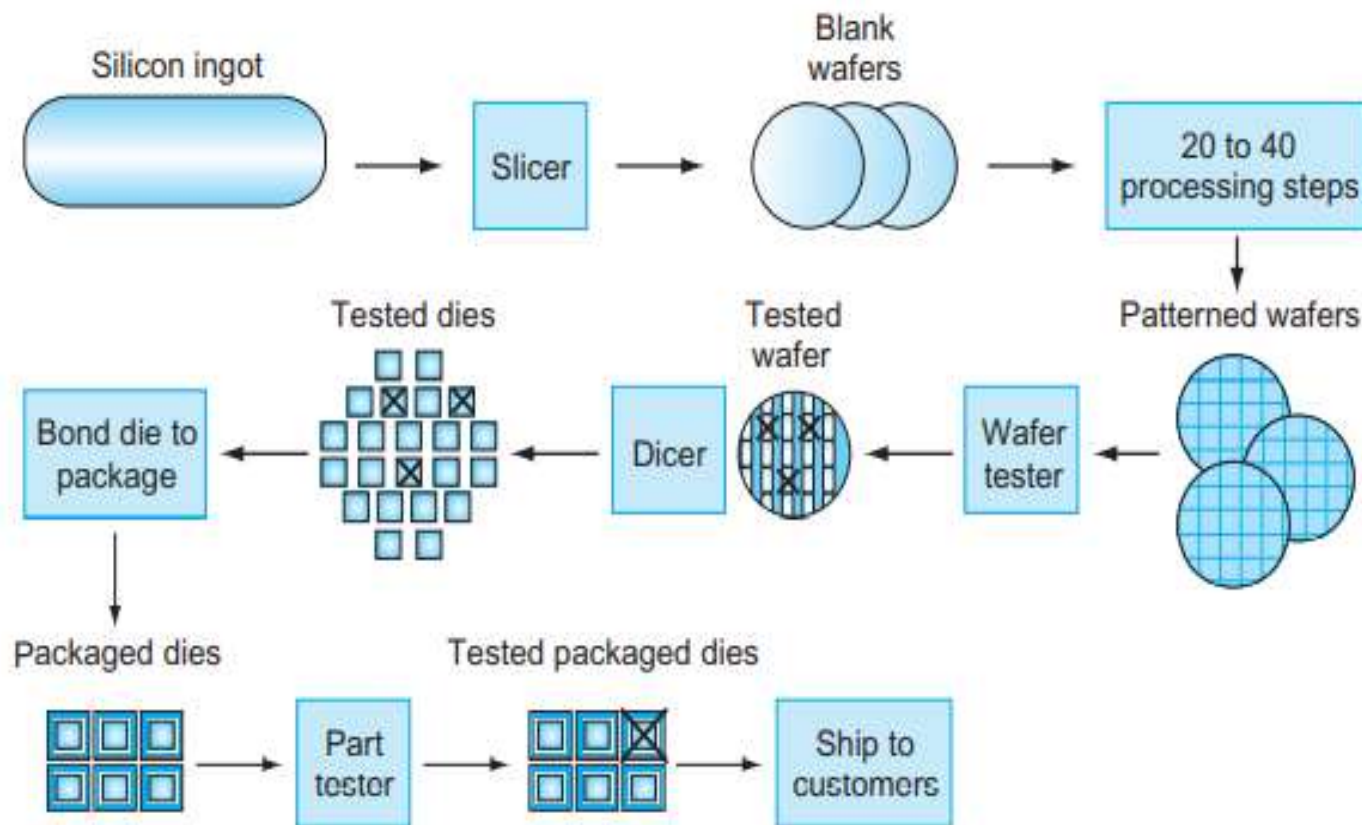 Silicon ingot
Slicer
Blank
wafers
20 to 40
processing steps
Tested dies
Bond die to
package
Dicer
Tested
wafer
Wafer
tester
Patterned wafers
Packaged dies
Part
tester
Tested packaged dies
Ship to
customers